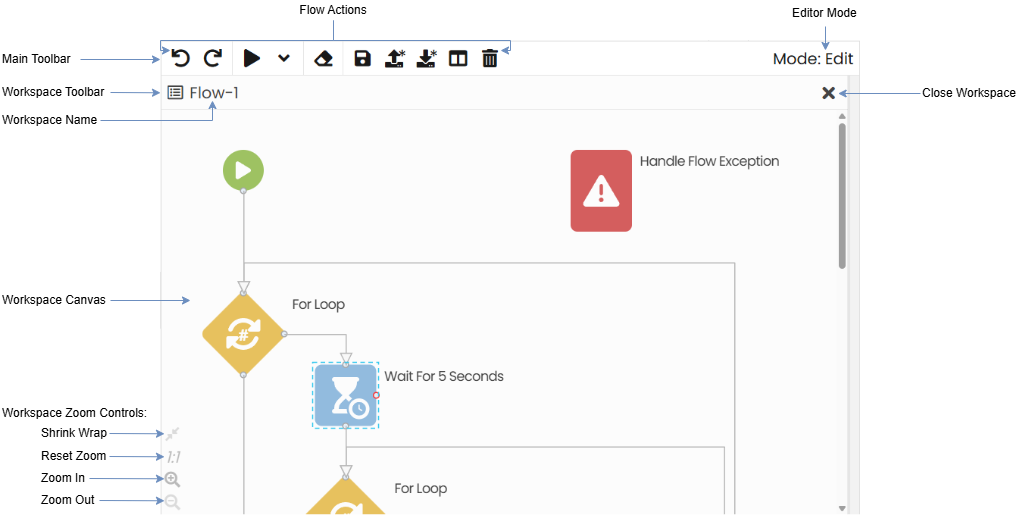 Flow Actions
Editor Mode
Main Toolbar
Mode: Edit
Workspace Toolbar
Flow-1
Close Workspace
Workspace Name
Handle Flow Exception
Workspace Canvas
For Loop
#
Wait For 5 Seconds
Workspace Zoom Controls:
Shrink Wrap
Reset Zoom
1:1
Zoom In
For Loop
Zoom Out